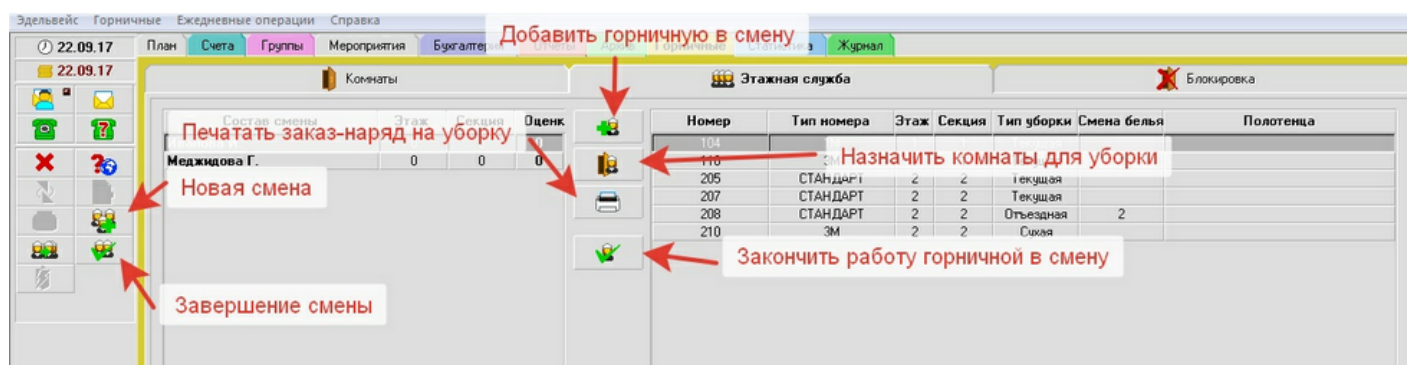 Эдельвейс Горничные Ежедневные операции Справка
Добавить горничную в смену
22.09.17 План Счета Группы Мероприятия Журнал
22.09.17 Комнаты Этажная служба Блокировка
Состав смены Этаж Секция Оценк Номер Тип номера Этаж Секция Тип уборки Смена белья Полотенца
Печатать заказ-наряд на уборку
104
Меджидова Г. 0 0 0
Назначить комнаты для уборки
205 СТАНДАРТ 2 2 Текущая
Новая смена
207 СТАНДАРТ 2 2 Текущая
208 СТАНДАРТ 2 2 Отъездная 2
210 3М 2 2 Сухая
Закончить работу горничной в смену
Завершение смены